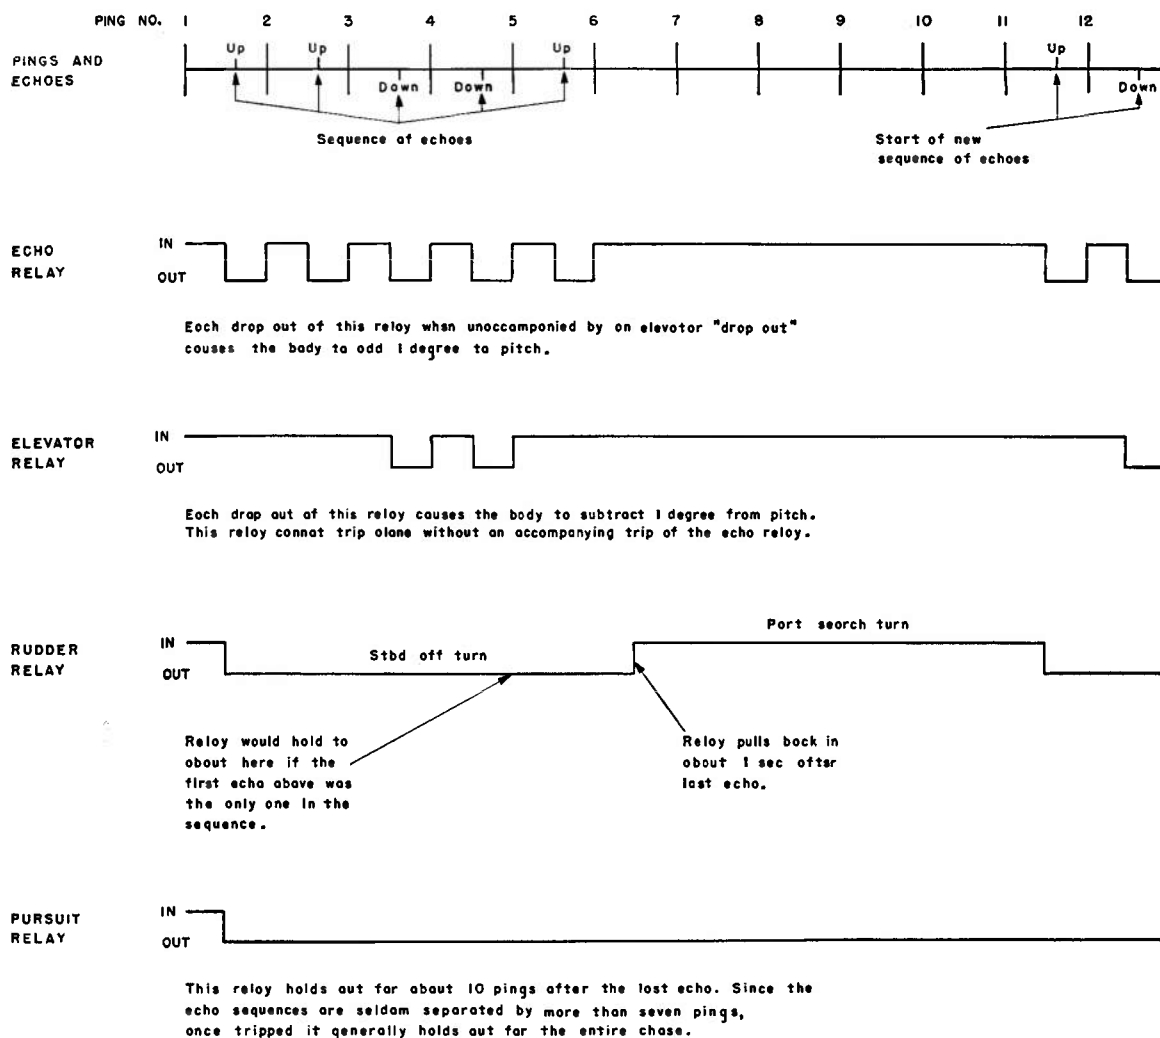 PING NO. 1 2 3 4 5 6 7 8 9 10 11 12
PINGS AND
ECHOES
Up Up Down Down Up Up Down
Sequence of echoes
Start of new
sequence of echoes
ECHO
RELAY
IN
OUT
Each drop out of this relay when unaccompanied by an elevator "drop out"
causes the body to add 1 degree to pitch.
ELEVATOR
RELAY
IN
OUT
Each drop out of this relay causes the body to subtract 1 degree from pitch.
This relay cannot trip alone without an accompanying trip of the echo relay.
RUDDER
RELAY
IN
OUT
Stbd off turn
Port search turn
Relay would hold to
about here if the
first echo above was
the only one in the
sequence.
Relay pulls back in
about 1 sec after
last echo.
PURSUIT
RELAY
IN
OUT
This relay holds out for about 10 pings after the last echo. Since the
echo sequences are seldom separated by more than seven pings,
once tripped it generally holds out for the entire chase.